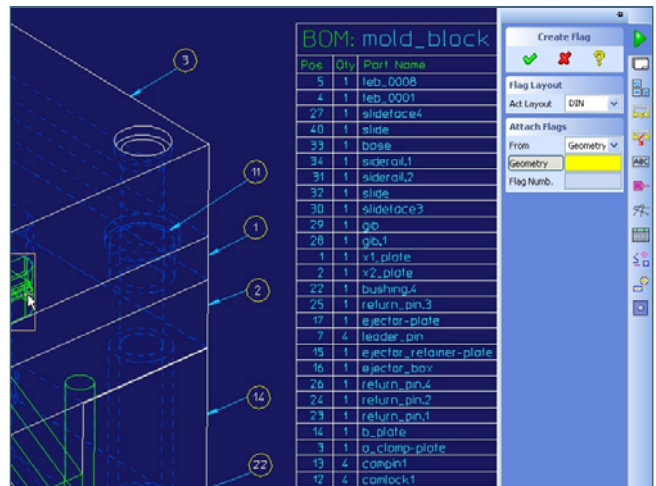 BOM: mold_block
Pos Qty Part Name
5 1 leb_0008
4 1 leb_0001
27 1 slideface4
40 1 slide
33 1 base
34 1 siderail.1
31 1 siderail.2
32 1 slide
30 1 slideface3
29 1 gib
28 1 gib.1
1 1 x1_plate
2 1 x2_plate
22 1 bushing.4
25 1 return_pin.3
17 1 ejector-plate
7 4 leader_pin
15 1 ejector_retainer-plate
16 1 ejector_box
26 1 return_pin.4
24 1 return_pin.2
23 1 return_pin.1
14 1 b_plate
3 1 a_clamp-plate
13 4 campin1
12 4 camlock1
3
11
1
2
14
22
Create Flag
?
Flag Layout
Act Layout DIN
Attach Flags
From Geometry
Geometry
Flag Numb.
ABC